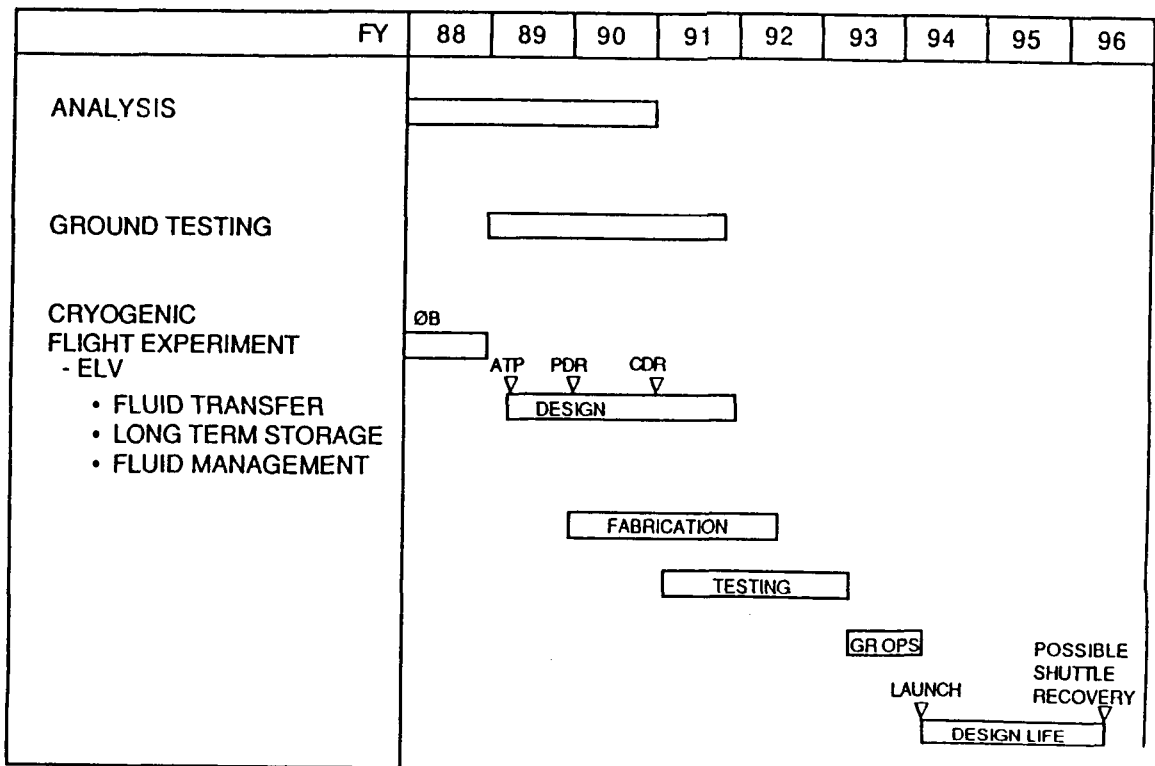 FY 88 89 90 91 92 93 94 95 96
ANALYSIS
GROUND TESTING
CRYOGENIC
FLIGHT EXPERIMENT
- ELV
• FLUID TRANSFER
• LONG TERM STORAGE
• FLUID MANAGEMENT
ØB
ATP PDR CDR
DESIGN
FABRICATION
TESTING
GR OPS
LAUNCH
POSSIBLE
SHUTTLE
RECOVERY
DESIGN LIFE